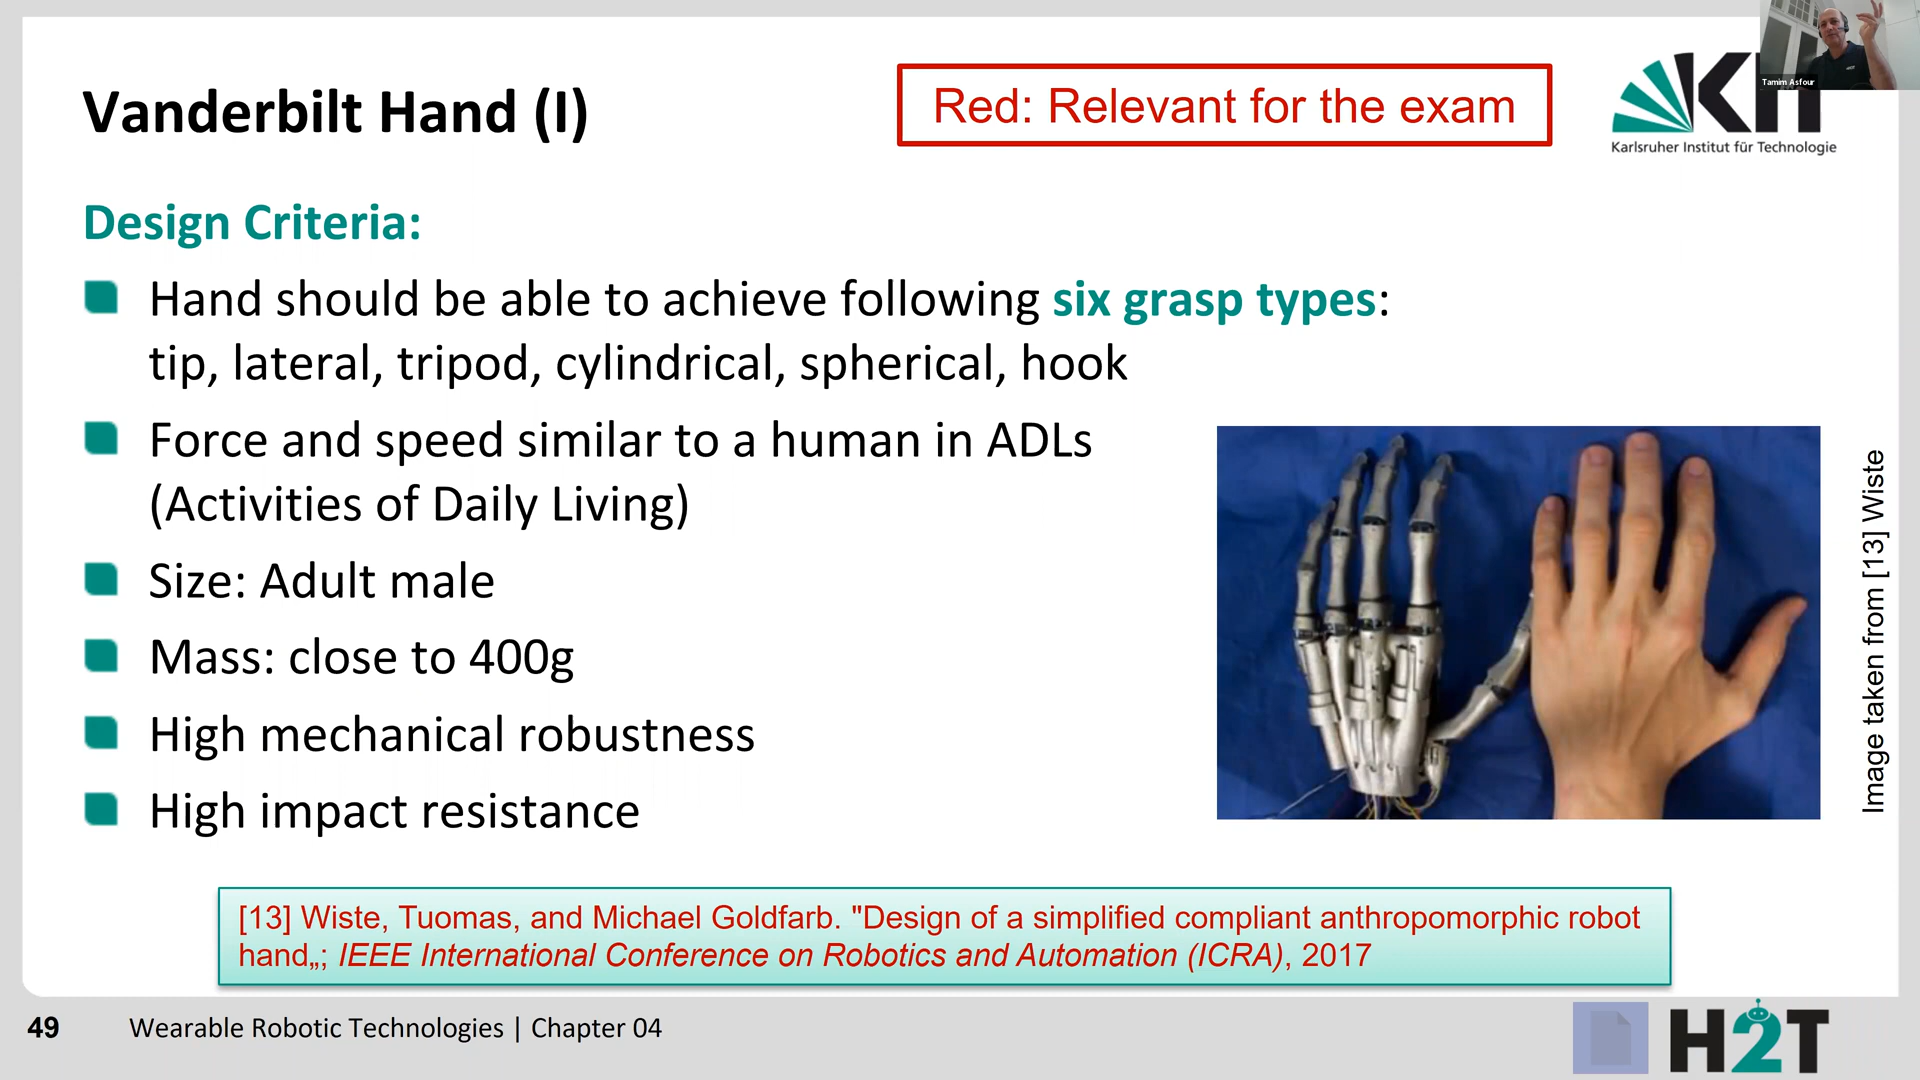 Tamim Asfour
Vanderbilt Hand (I)
Red: Relevant for the exam
KIT
Karlsruher Institut für Technologie
Design Criteria:
Hand should be able to achieve following six grasp types:
tip, lateral, tripod, cylindrical, spherical, hook
Force and speed similar to a human in ADLs
(Activities of Daily Living)
Size: Adult male
Mass: close to 400g
High mechanical robustness
High impact resistance
Image taken from [13] Wiste
[13] Wiste, Tuomas, and Michael Goldfarb. "Design of a simplified compliant anthropomorphic robot
hand„; IEEE International Conference on Robotics and Automation (ICRA), 2017
49
Wearable Robotic Technologies | Chapter 04
H2T